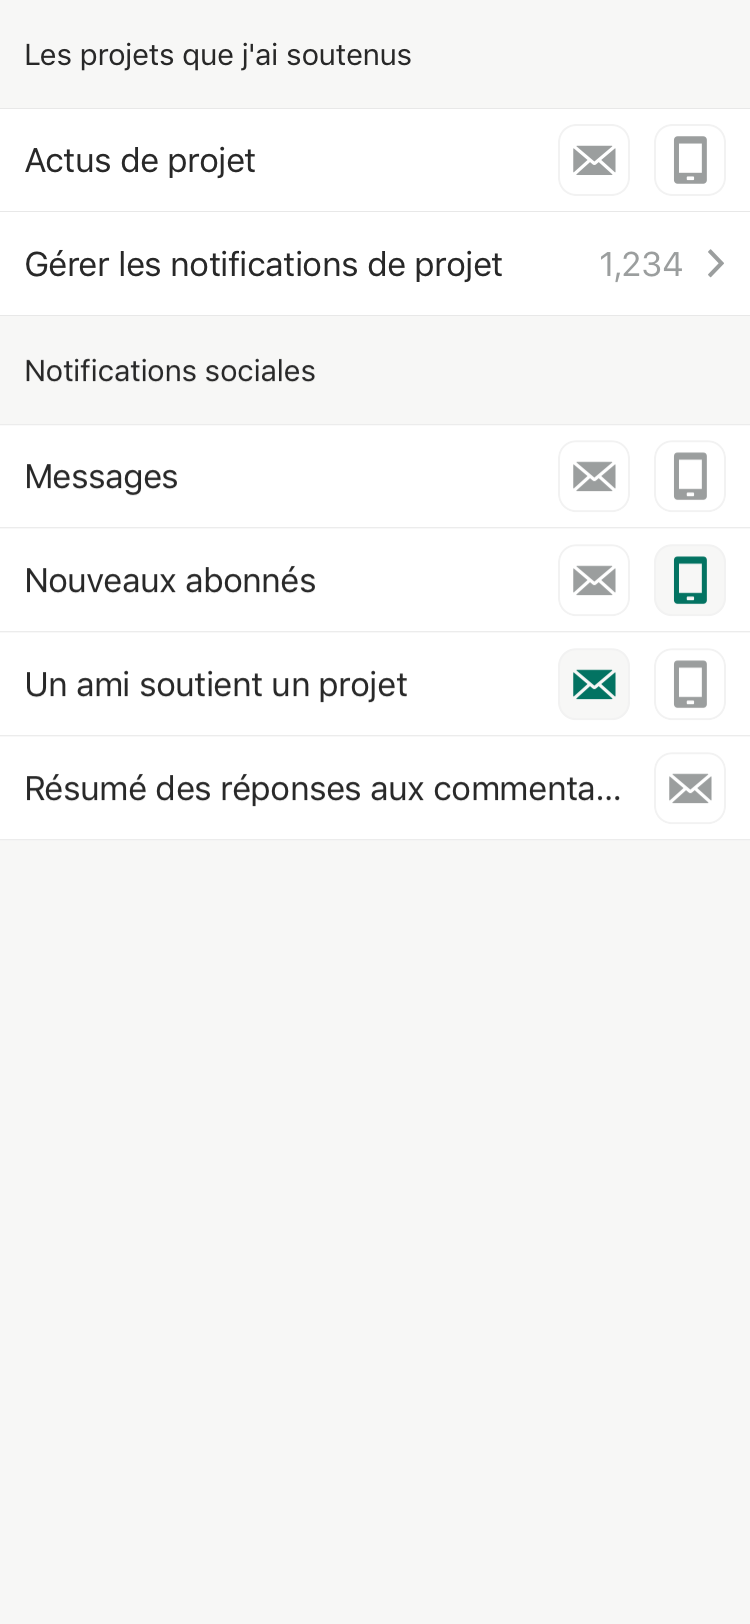 Les projets que j'ai soutenus
Actus de projet
Gérer les notifications de projet 1,234
Notifications sociales
Messages
Nouveaux abonnés
Un ami soutient un projet
Résumé des réponses aux commenta...